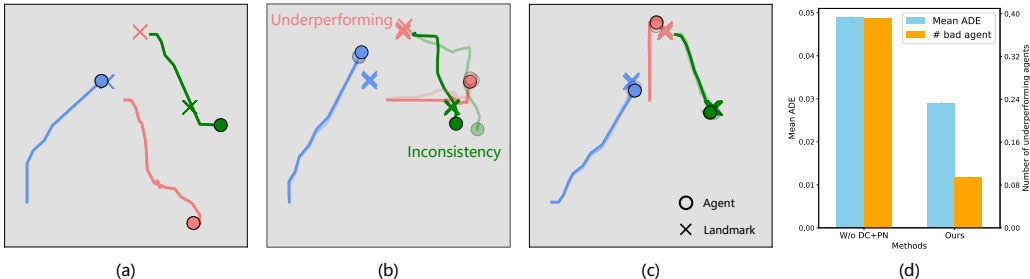 Underperforming
Inconsistency
Agent
Landmark
(a)
(b)
(c)
Mean ADE
# bad agent
0.05
0.04
0.03
0.02
0.01
0.00
Mean ADE
0.40
0.32
0.24
0.16
0.08
0.00
Number of underperforming agents
W/o DC+PN
Ours
Methods
(d)